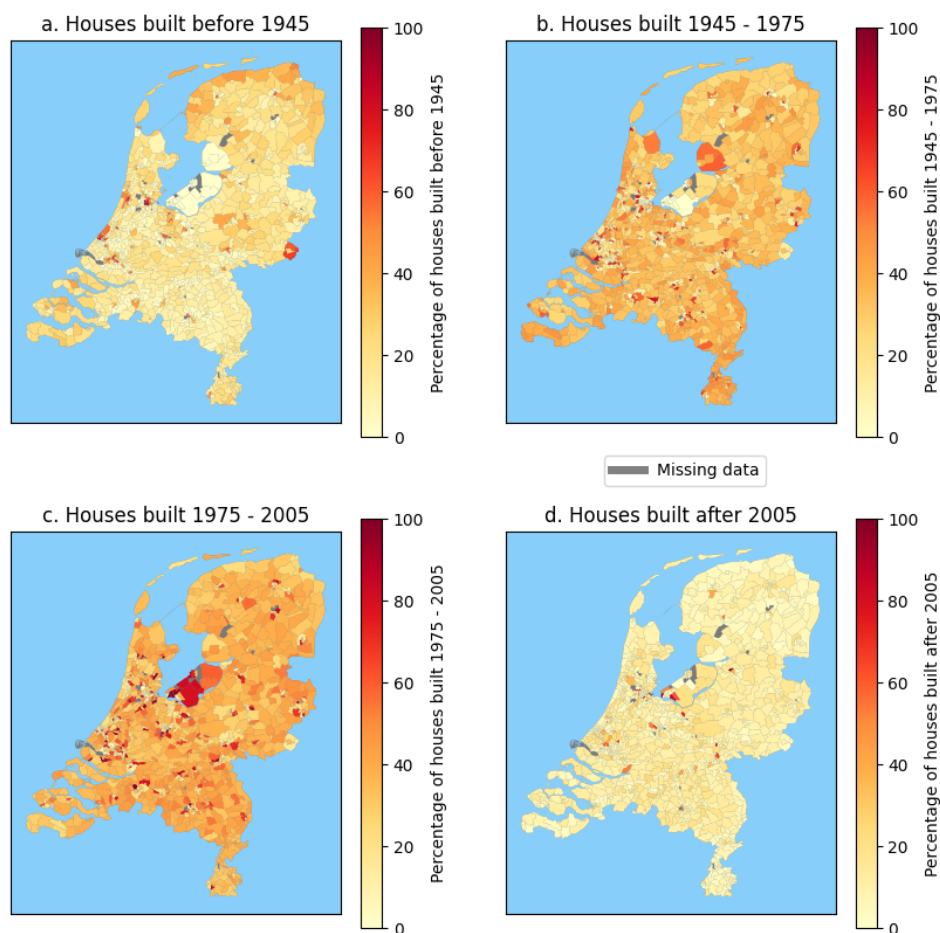 a. Houses built before 1945
100
80
60
40
20
0
Percentage of houses built before 1945
b. Houses built 1945 - 1975
100
80
60
40
20
0
Percentage of houses built 1945 - 1975
Missing data
c. Houses built 1975 - 2005
100
80
60
40
20
0
Percentage of houses built 1975 - 2005
d. Houses built after 2005
100
80
60
40
20
0
Percentage of houses built after 2005